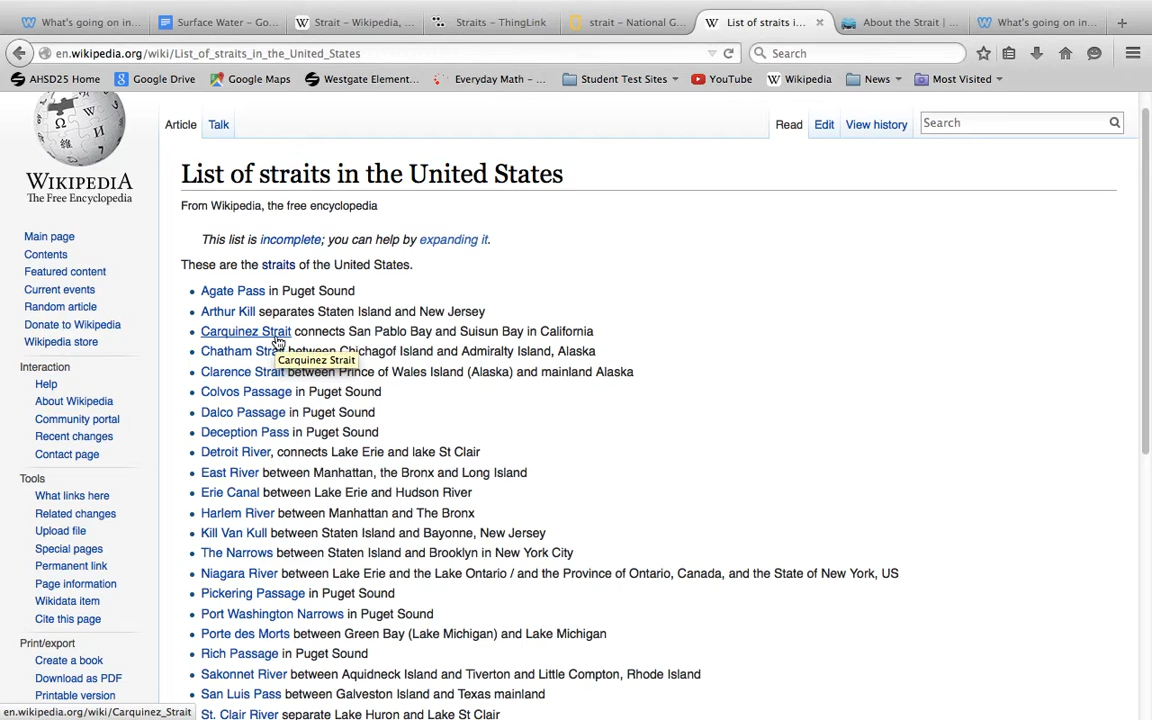 What's going on in... Surface Water – Go... Strait – Wikipedia, ... Straits – ThingLink strait – National G... List of straits i... × About the Strait | ... What's going on in... +
en.wikipedia.org/wiki/List_of_straits_in_the_United_States Search
AHSD25 Home Google Drive Google Maps Westgate Element... Everyday Math – ... Student Test Sites YouTube Wikipedia News Most Visited
Article Talk Read Edit View history Search
WIKIPEDIA
The Free Encyclopedia
Main page
Contents
Featured content
Current events
Random article
Donate to Wikipedia
Wikipedia store
Interaction
Help
About Wikipedia
Community portal
Recent changes
Contact page
Tools
What links here
Related changes
Upload file
Special pages
Permanent link
Page information
Wikidata item
Cite this page
Print/export
Create a book
Download as PDF
Printable version
List of straits in the United States
From Wikipedia, the free encyclopedia
This list is incomplete; you can help by expanding it.
These are the straits of the United States.
• Agate Pass in Puget Sound
• Arthur Kill separates Staten Island and New Jersey
• Carquinez Strait connects San Pablo Bay and Suisun Bay in California
• Chatham Strait between Chichagof Island and Admiralty Island, Alaska
Carquinez Strait
• Clarence Strait between Prince of Wales Island (Alaska) and mainland Alaska
• Colvos Passage in Puget Sound
• Dalco Passage in Puget Sound
• Deception Pass in Puget Sound
• Detroit River, connects Lake Erie and lake St Clair
• East River between Manhattan, the Bronx and Long Island
• Erie Canal between Lake Erie and Hudson River
• Harlem River between Manhattan and The Bronx
• Kill Van Kull between Staten Island and Bayonne, New Jersey
• The Narrows between Staten Island and Brooklyn in New York City
• Niagara River between Lake Erie and the Lake Ontario / and the Province of Ontario, Canada, and the State of New York, US
• Pickering Passage in Puget Sound
• Port Washington Narrows in Puget Sound
• Porte des Morts between Green Bay (Lake Michigan) and Lake Michigan
• Rich Passage in Puget Sound
• Sakonnet River between Aquidneck Island and Tiverton and Little Compton, Rhode Island
• San Luis Pass between Galveston Island and Texas mainland
• St. Clair River separate Lake Huron and Lake St Clair
en.wikipedia.org/wiki/Carquinez_Strait